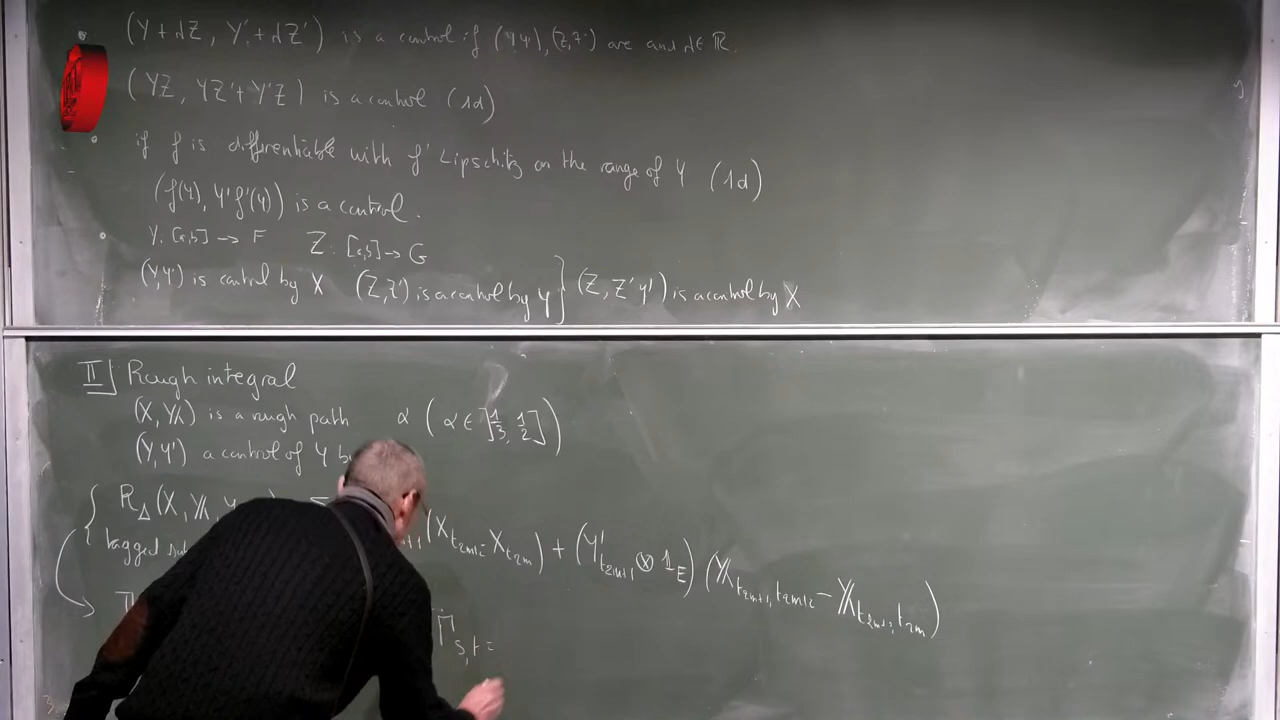 (Y + λZ, Y' + λZ') is a control if (Y,Y'), (Z,Z') are and λ ∈ ℝ.
(YZ, YZ' + Y'Z) is a control (1d)
if f is differentiable with f' Lipschitz on the range of Y (1d)
(f(Y), Y'f'(Y)) is a control.
Y: [a,b] → F Z: [a,b] → G
(Y,Y') is control by X (Z,Z') is a control by Y } (Z, Z'Y') is a control by X
II] Rough integral
(X, 𝕏) is a rough path α (α ∈ ]1/3, 1/2])
(Y,Y') a control of Y by
{ R_Δ(X, 𝕏, (X_{t_{2m+2}} - X_{t_{2m}}) + (Y'_{t_{2m+1}} ⊗ 1_E) (𝕏_{t_{2m+1}, t_{2m+2}} - 𝕏_{t_{2m+1}, t_{2m}})
tagged
Γ_{s,t} =